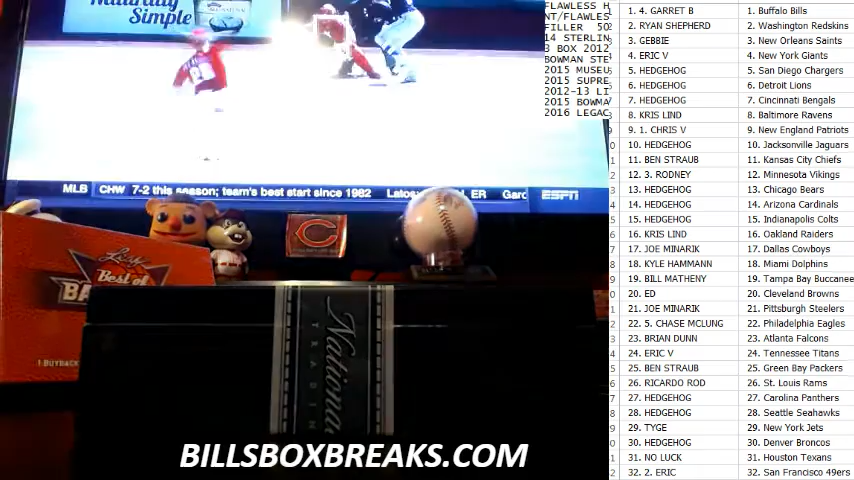 Naturally
Simple
FLAWLESS H
NT/FLAWLES
FILLER 50
14 STERLIN
3 BOX 2012
BOWMAN STE
2015 MUSEU
2015 SUPRE
2012-13 LI
2015 BOWMA
2016 LEGAC
MLB CHW 7-2 this season; team's best start since 1982 ESPN
Leaf
Best of
National
TRADIN
BILLSBOXBREAKS.COM
1. 4. GARRET B 1. Buffalo Bills
2. RYAN SHEPHERD 2. Washington Redskins
3. GEBBIE 3. New Orleans Saints
4. ERIC V 4. New York Giants
5. HEDGEHOG 5. San Diego Chargers
6. HEDGEHOG 6. Detroit Lions
7. HEDGEHOG 7. Cincinnati Bengals
8. KRIS LIND 8. Baltimore Ravens
9. 1. CHRIS V 9. New England Patriots
10. HEDGEHOG 10. Jacksonville Jaguars
11. BEN STRAUB 11. Kansas City Chiefs
12. 3. RODNEY 12. Minnesota Vikings
13. HEDGEHOG 13. Chicago Bears
14. HEDGEHOG 14. Arizona Cardinals
15. HEDGEHOG 15. Indianapolis Colts
16. KRIS LIND 16. Oakland Raiders
17. JOE MINARIK 17. Dallas Cowboys
18. KYLE HAMMANN 18. Miami Dolphins
19. BILL MATHENY 19. Tampa Bay Buccanee
20. ED 20. Cleveland Browns
21. JOE MINARIK 21. Pittsburgh Steelers
22. 5. CHASE MCLUNG 22. Philadelphia Eagles
23. BRIAN DUNN 23. Atlanta Falcons
24. ERIC V 24. Tennessee Titans
25. BEN STRAUB 25. Green Bay Packers
26. RICARDO ROD 26. St. Louis Rams
27. HEDGEHOG 27. Carolina Panthers
28. HEDGEHOG 28. Seattle Seahawks
29. TYGE 29. New York Jets
30. HEDGEHOG 30. Denver Broncos
31. NO LUCK 31. Houston Texans
32. 2. ERIC 32. San Francisco 49ers